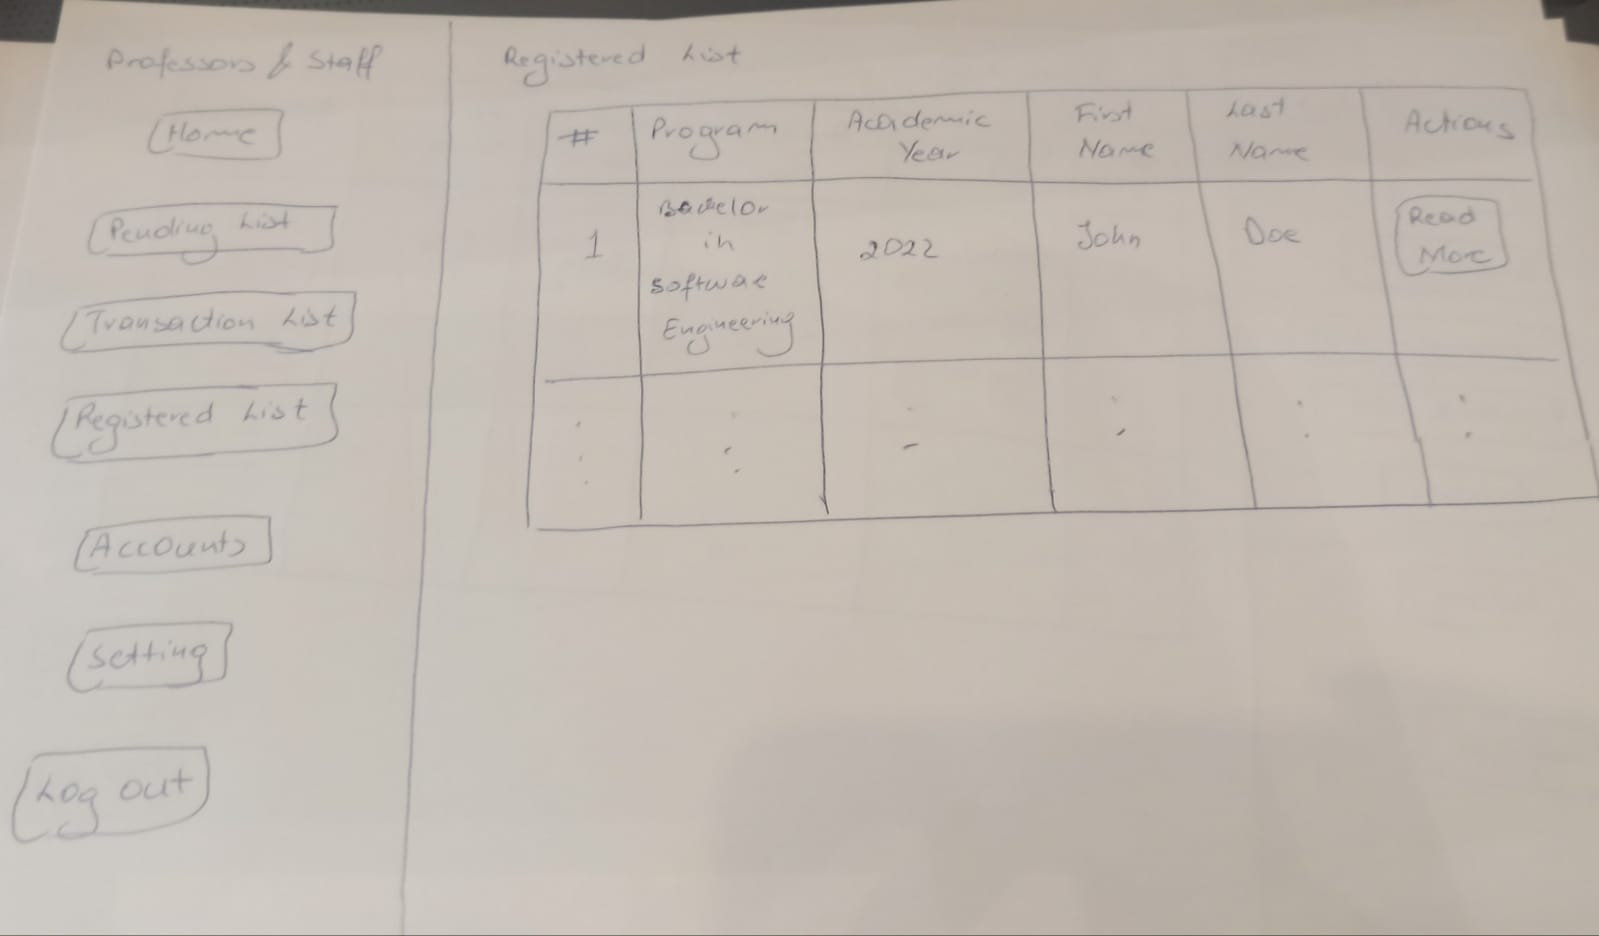 Professors & Staff
Home
Pending List
Transaction List
Registered List
Accounts
Setting
Log out
Registered List
# Program Academic Year First Name Last Name Actions
1 Bachelor in Software Engineering 2022 John Doe Read More